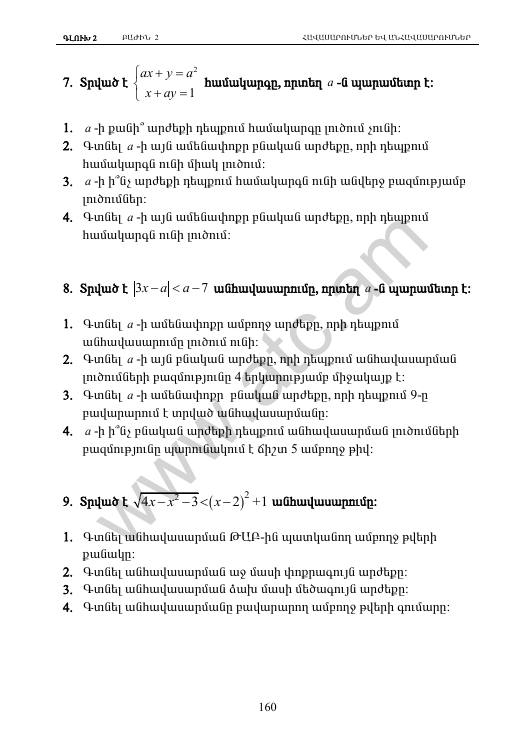 ԳԼՈՒԽ 2 ԲԱԺԻՆ 2 ՀԱՎԱՍԱՐՈՒՄՆԵՐ ԵՎ ԱՆՀԱՎԱՍԱՐՈՒՄՆԵՐ
7. Տրված է { ax + y = a²
x + ay = 1 համակարգը, որտեղ a -ն պարամետր է:
1. a -ի քանի՞ արժեքի դեպքում համակարգը լուծում չունի:
2. Գտնել a -ի այն ամենափոքր բնական արժեքը, որի դեպքում
համակարգն ունի միակ լուծում:
3. a -ի ի՞նչ արժեքի դեպքում համակարգն ունի անվերջ բազմությամբ
լուծումներ:
4. Գտնել a -ի այն ամենափոքր բնական արժեքը, որի դեպքում
համակարգն ունի լուծում:
8. Տրված է |3x − a| < a − 7 անհավասարումը, որտեղ a -ն պարամետր է:
1. Գտնել a -ի ամենափոքր ամբողջ արժեքը, որի դեպքում
անհավասարումը լուծում ունի:
2. Գտնել a -ի այն բնական արժեքը, որի դեպքում անհավասարման
լուծումների բազմությունը 4 երկարությամբ միջակայք է:
3. Գտնել a -ի ամենափոքր բնական արժեքը, որի դեպքում 9-ը
բավարարում է տրված անհավասարմանը:
4. a -ի ի՞նչ բնական արժեքի դեպքում անհավասարման լուծումների
բազմությունը պարունակում է ճիշտ 5 ամբողջ թիվ:
9. Տրված է √(4x − x² − 3) < (x − 2)² + 1 անհավասարումը:
1. Գտնել անհավասարման ԹԱԲ-ին պատկանող ամբողջ թվերի
քանակը:
2. Գտնել անհավասարման աջ մասի փոքրագույն արժեքը:
3. Գտնել անհավասարման ձախ մասի մեծագույն արժեքը:
4. Գտնել անհավասարմանը բավարարող ամբողջ թվերի գումարը:
www.atc.am
160